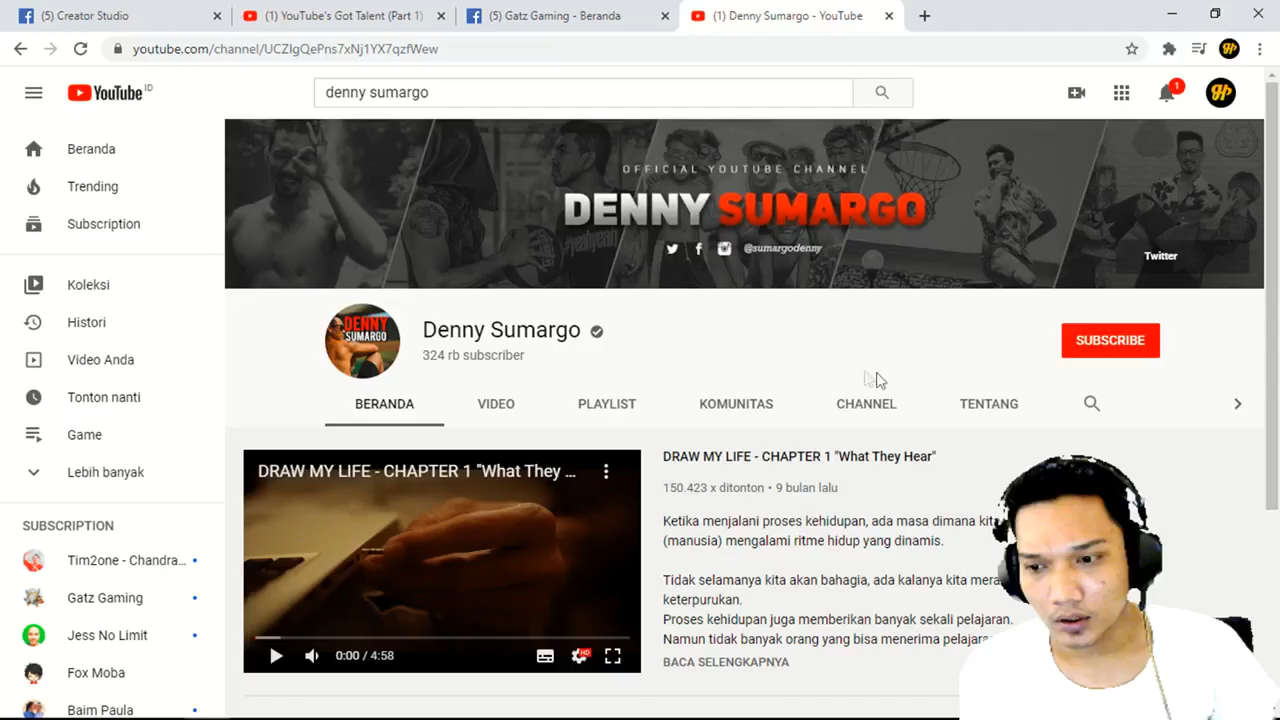 (5) Creator Studio
(1) YouTube's Got Talent (Part 1)
(5) Gatz Gaming - Beranda
(1) Denny Sumargo - YouTube
youtube.com/channel/UCZIgQePns7xNj1YX7qzfWew
YouTube ID
denny sumargo
1
Beranda
Trending
Subscription
Koleksi
Histori
Video Anda
Tonton nanti
Game
Lebih banyak
SUBSCRIPTION
Tim2one - Chandra...
Gatz Gaming
Jess No Limit
Fox Moba
Baim Paula
OFFICIAL YOUTUBE CHANNEL
DENNY SUMARGO
@sumargodenny
Twitter
DENNY
SUMARGO
Denny Sumargo
324 rb subscriber
SUBSCRIBE
BERANDA VIDEO PLAYLIST KOMUNITAS CHANNEL TENTANG
DRAW MY LIFE - CHAPTER 1 "What They ...
0:00 / 4:58
HD
DRAW MY LIFE - CHAPTER 1 "What They Hear"
150.423 x ditonton • 9 bulan lalu
Ketika menjalani proses kehidupan, ada masa dimana kit
(manusia) mengalami ritme hidup yang dinamis.
Tidak selamanya kita akan bahagia, ada kalanya kita mera
keterpurukan.
Proses kehidupan juga memberikan banyak sekali pelajaran.
Namun tidak banyak orang yang bisa menerima pelajar
BACA SELENGKAPNYA